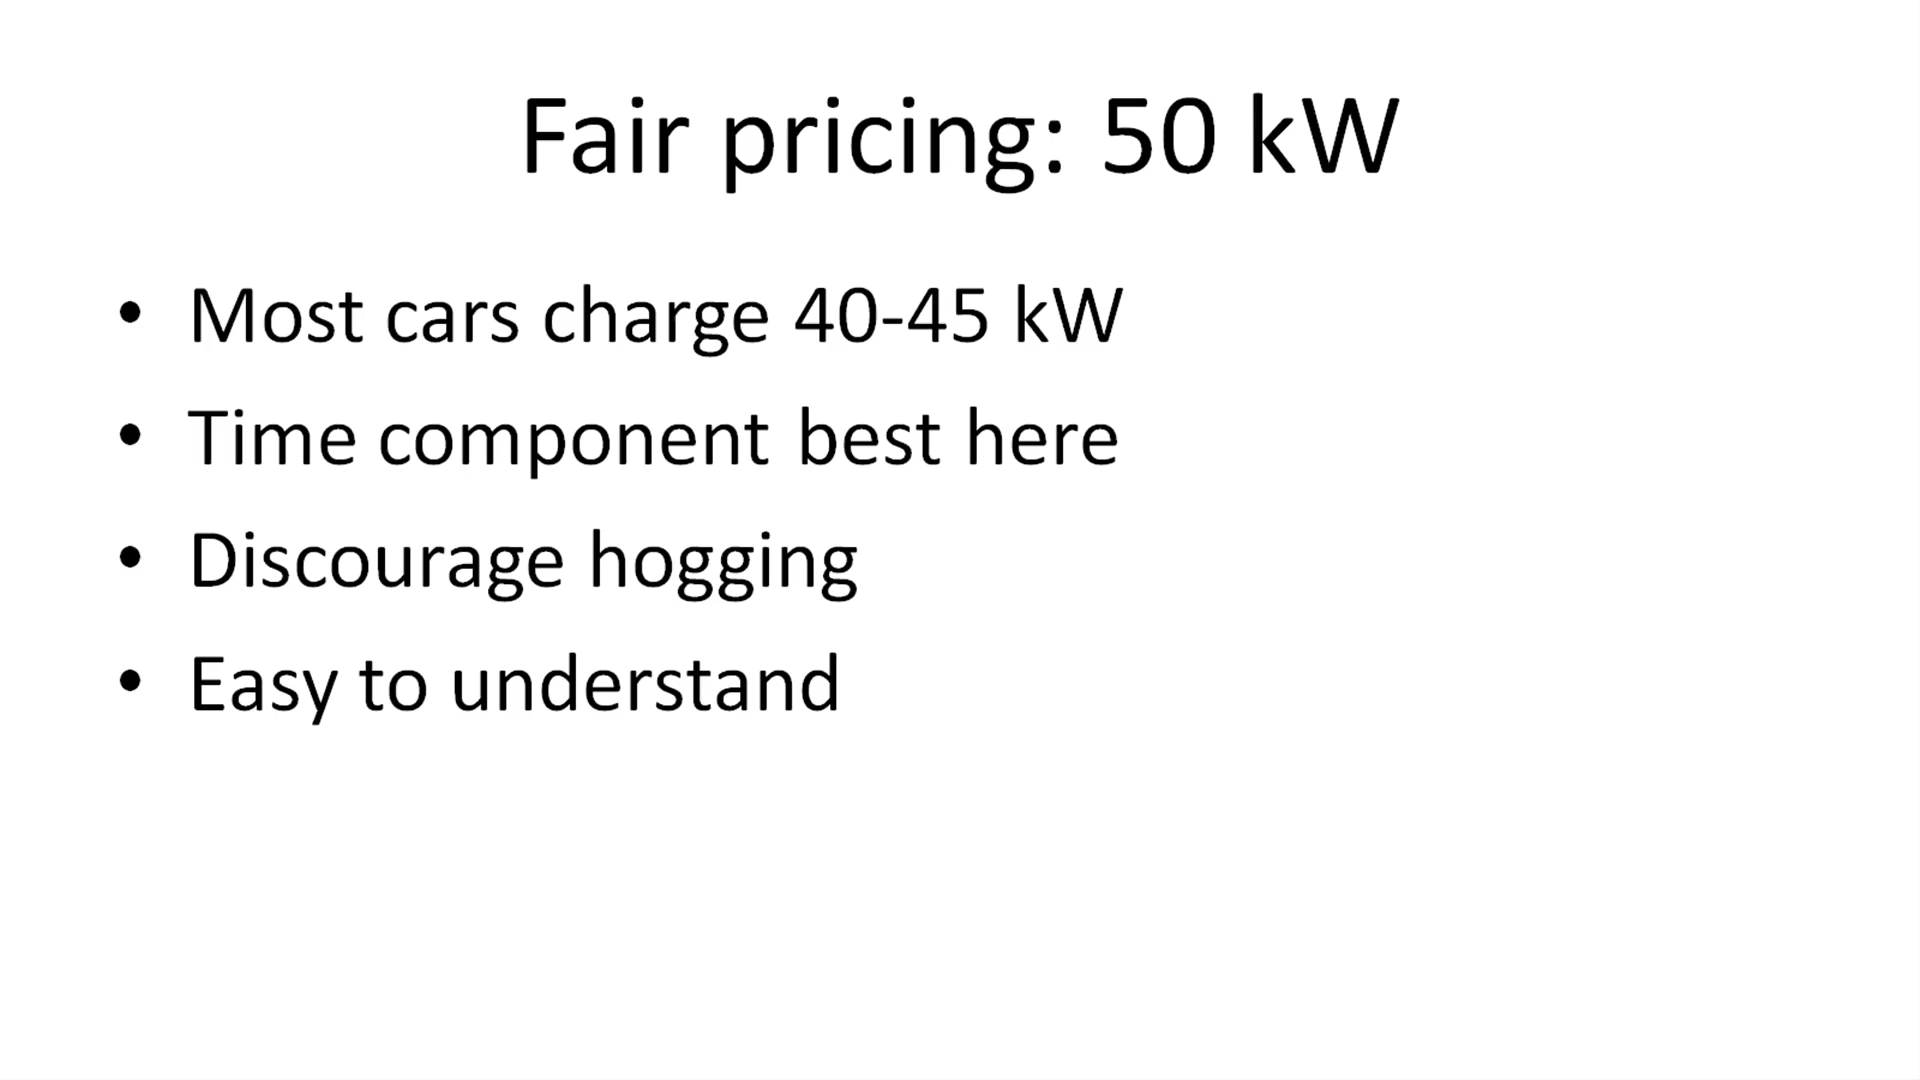 Fair pricing: 50 kW
• Most cars charge 40-45 kW
• Time component best here
• Discourage hogging
• Easy to understand